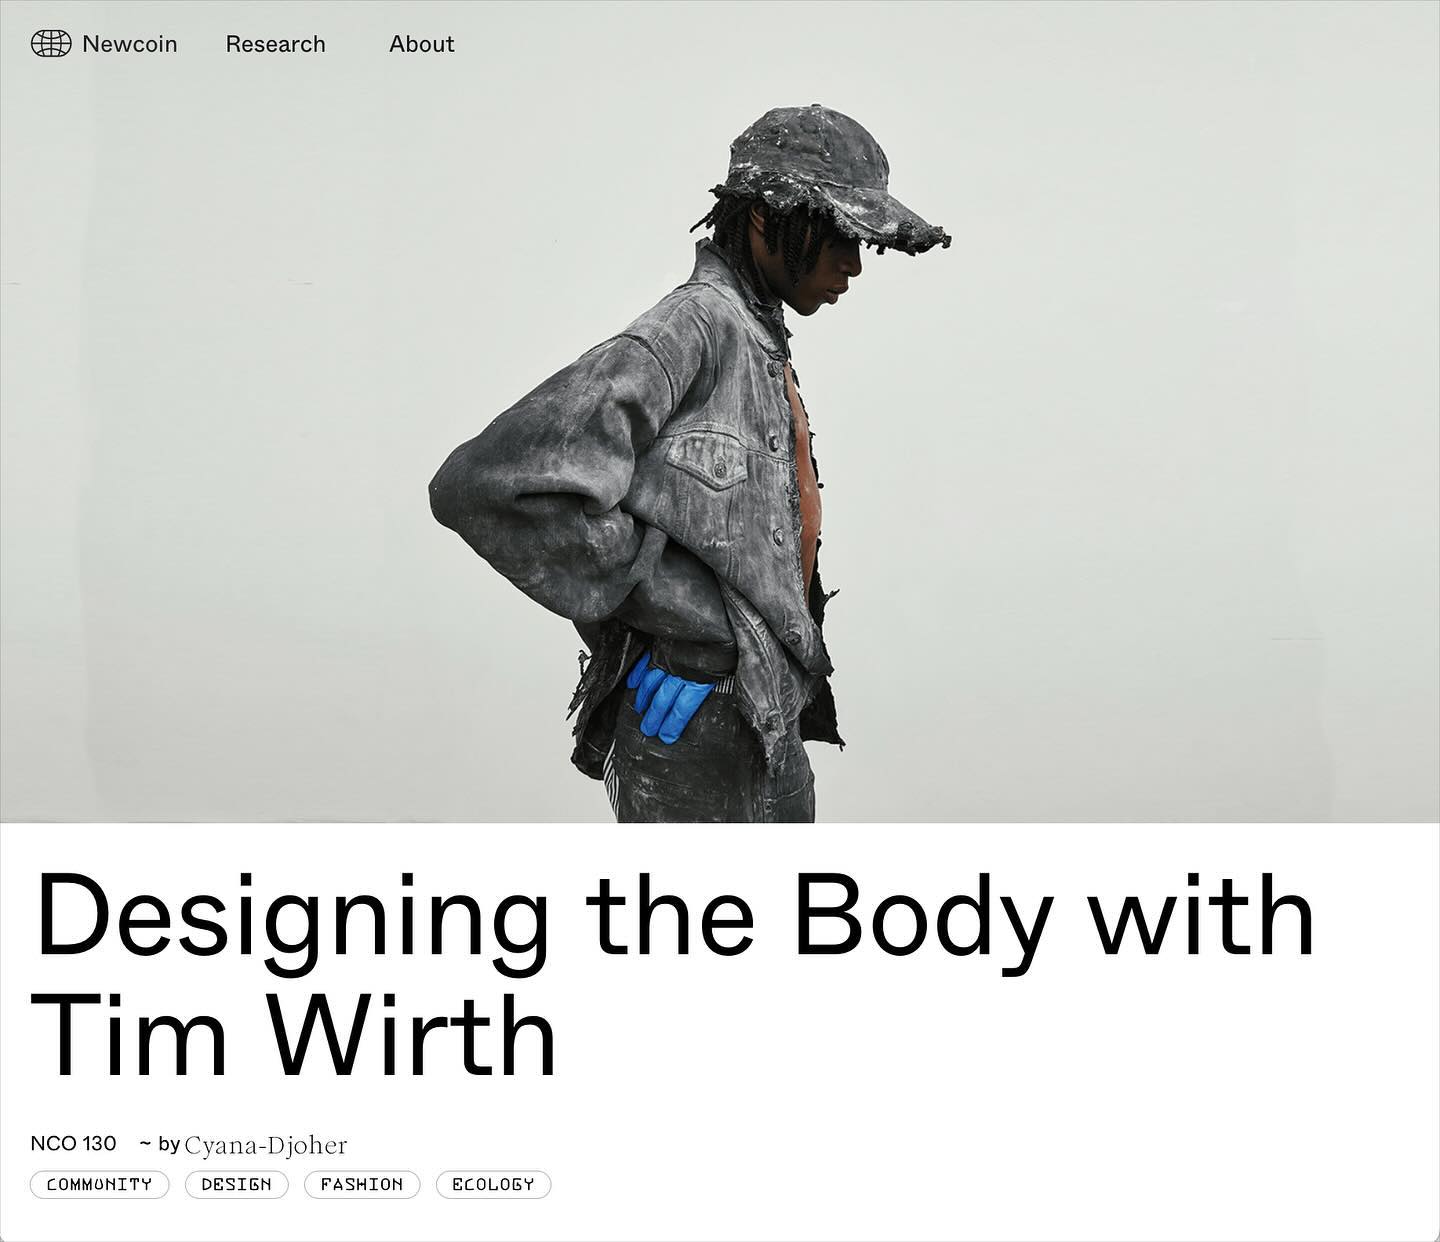 Newcoin Research About
Designing the Body with
Tim Wirth
NCO 130 ~ by Cyana-Djoher
COMMUNITY DESIGN FASHION ECOLOGY